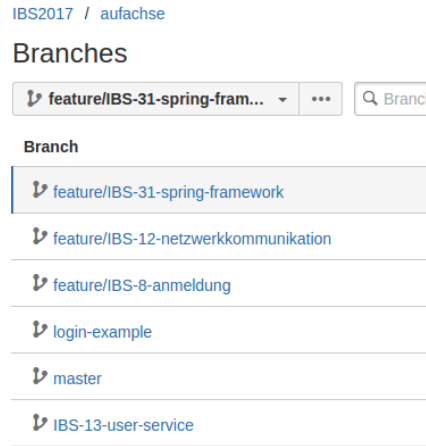 IBS2017 / aufachse
Branches
feature/IBS-31-spring-fram... Branch
Branch
feature/IBS-31-spring-framework
feature/IBS-12-netzwerkkommunikation
feature/IBS-8-anmeldung
login-example
master
IBS-13-user-service